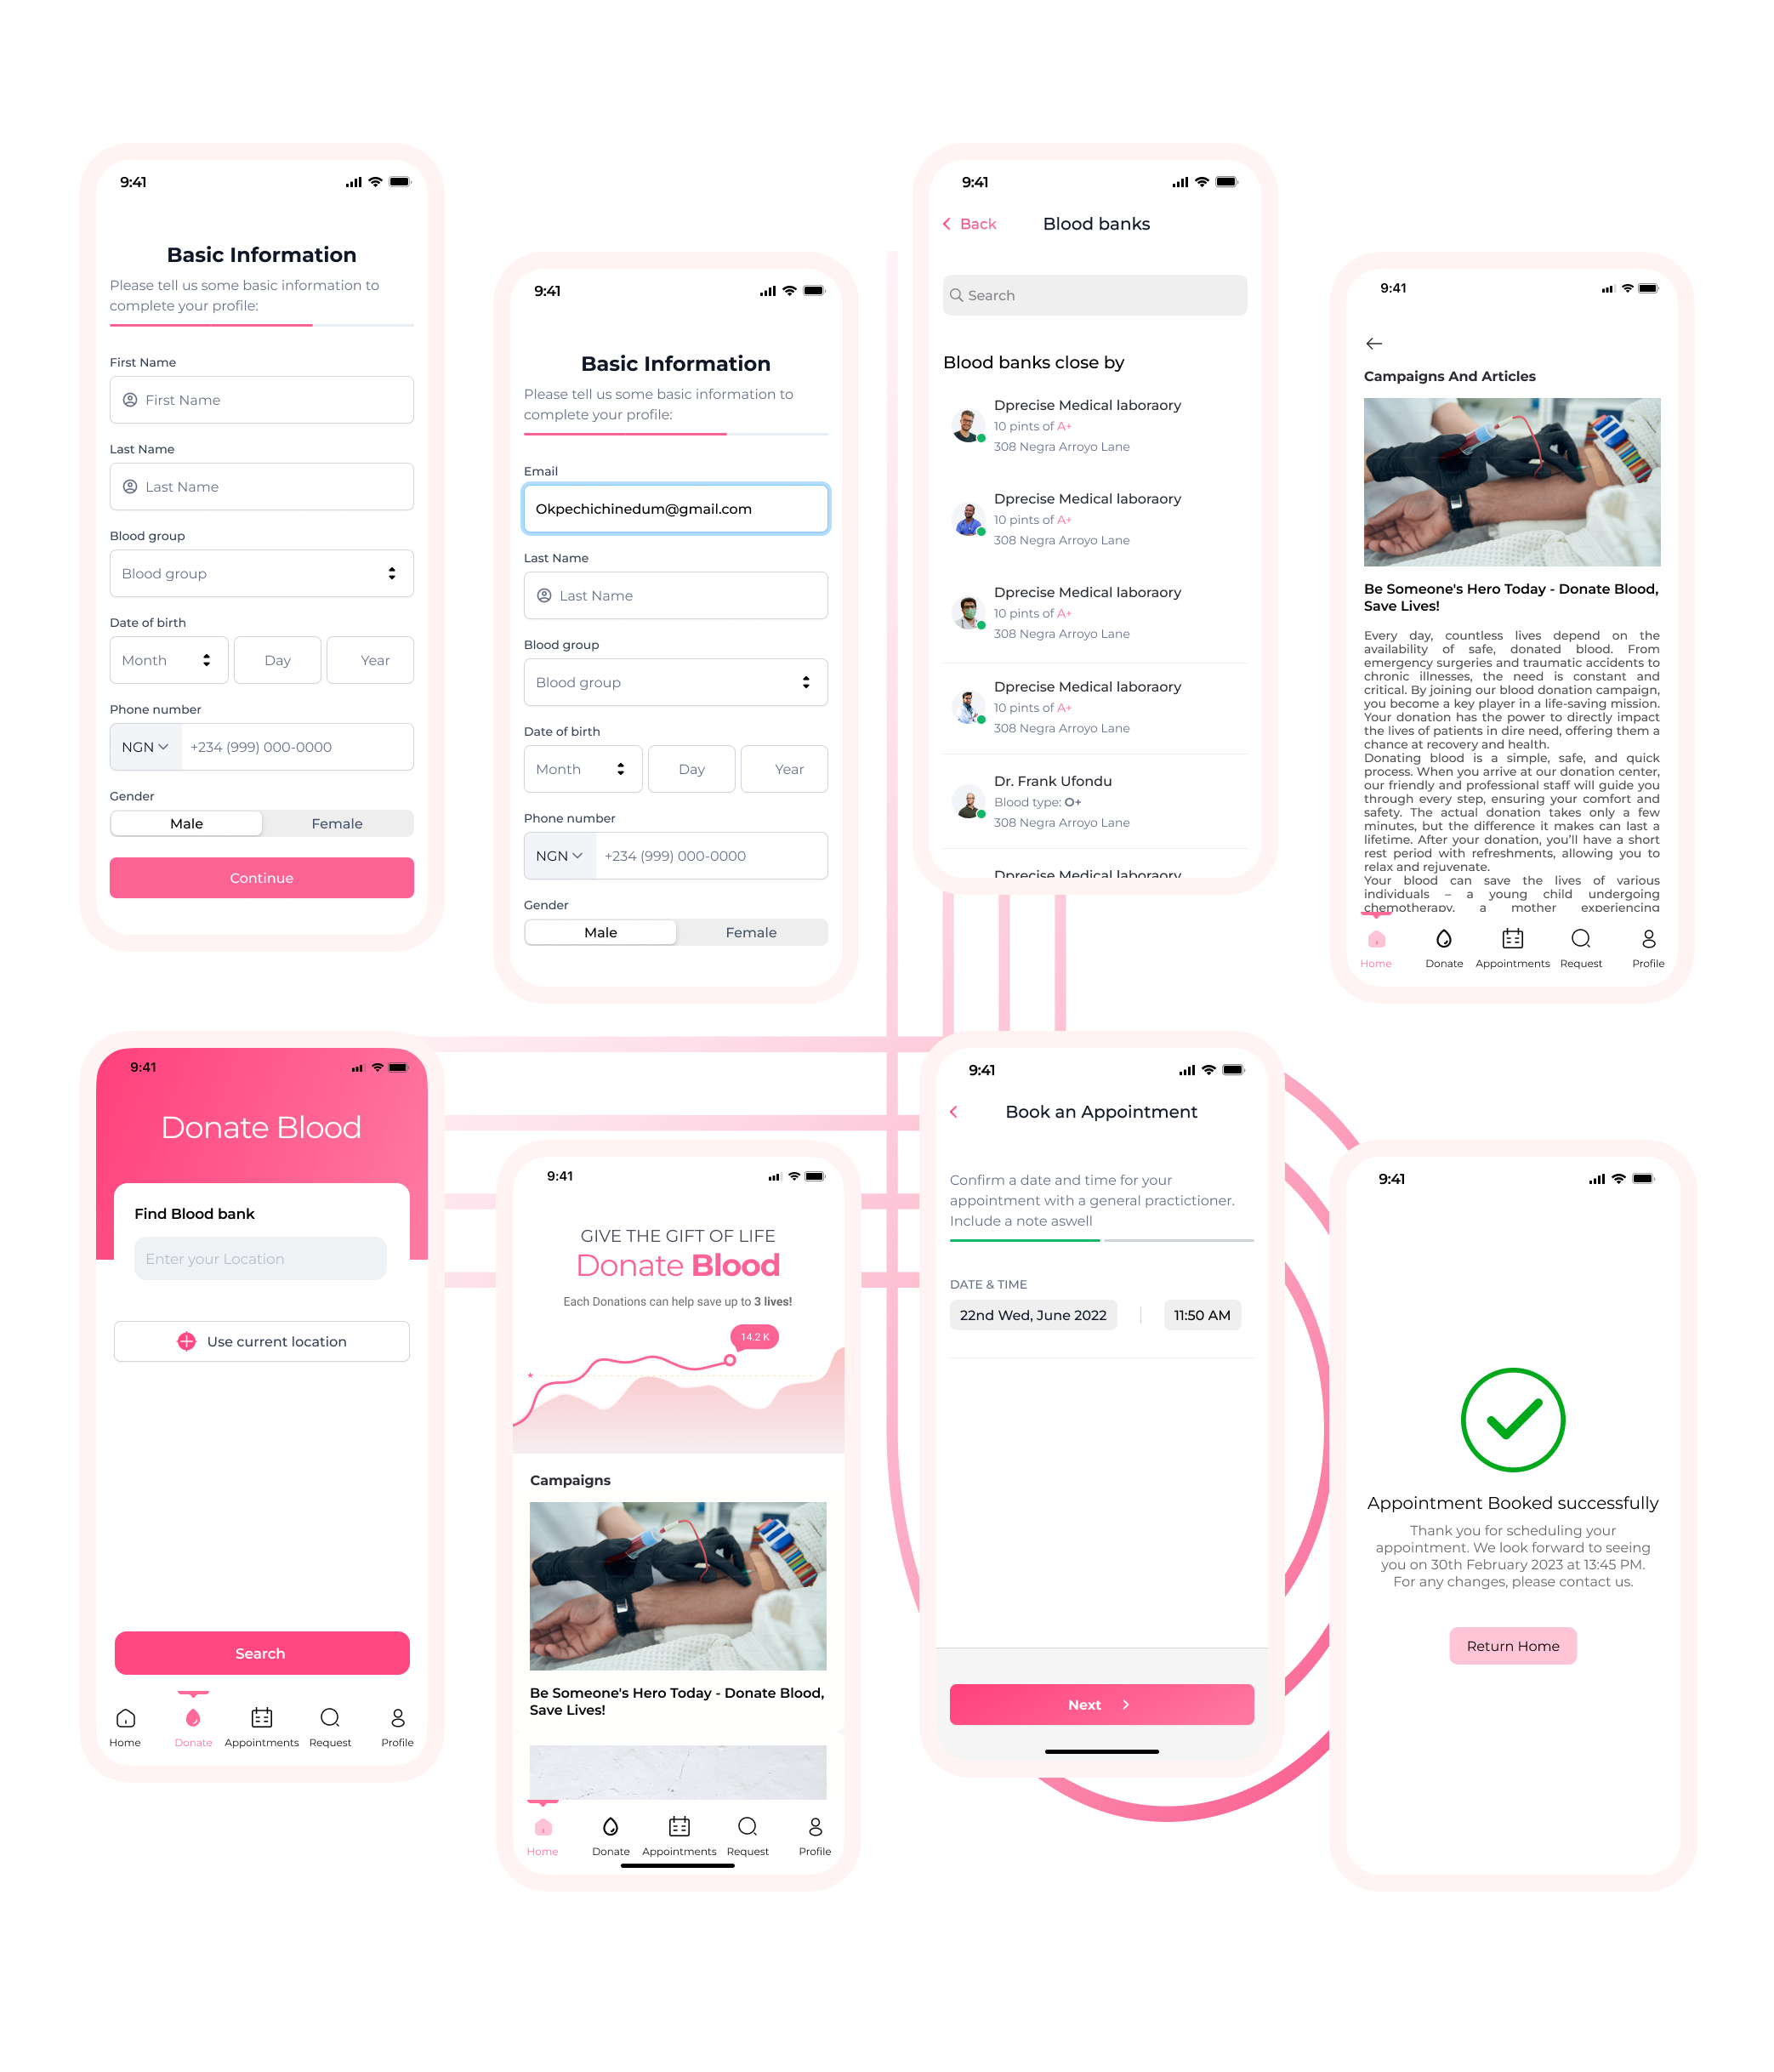 9:41
Basic Information
Please tell us some basic information to
complete your profile:
First Name
First Name
Last Name
Last Name
Blood group
Blood group
Date of birth
Month Day Year
Phone number
NGN +234 (999) 000-0000
Gender
Male Female
Continue
9:41
Basic Information
Please tell us some basic information to
complete your profile:
Email
Okpechichinedum@gmail.com
Last Name
Last Name
Blood group
Blood group
Date of birth
Month Day Year
Phone number
NGN +234 (999) 000-0000
Gender
Male Female
9:41
Back Blood banks
Search
Blood banks close by
Dprecise Medical laboraory
10 pints of A+
308 Negra Arroyo Lane
Dprecise Medical laboraory
10 pints of A+
308 Negra Arroyo Lane
Dprecise Medical laboraory
10 pints of A+
308 Negra Arroyo Lane
Dprecise Medical laboraory
10 pints of A+
308 Negra Arroyo Lane
Dr. Frank Ufondu
Blood type: O+
308 Negra Arroyo Lane
Dprecise Medical laboraory
9:41
Campaigns And Articles
Be Someone's Hero Today - Donate Blood,
Save Lives!
Every day, countless lives depend on the
availability of safe, donated blood. From
emergency surgeries and traumatic accidents to
chronic illnesses, the need is constant and
critical. By joining our blood donation campaign,
you become a key player in a life-saving mission.
Your donation has the power to directly impact
the lives of patients in dire need, offering them a
chance at recovery and health.
Donating blood is a simple, safe, and quick
process. When you arrive at our donation center,
our friendly and professional staff will guide you
through every step, ensuring your comfort and
safety. The actual donation takes only a few
minutes, but the difference it makes can last a
lifetime. After your donation, you'll have a short
rest period with refreshments, allowing you to
relax and rejuvenate.
Your blood can save the lives of various
individuals – a young child undergoing
chemotherapy, a mother experiencing
Home Donate Appointments Request Profile
9:41
Donate Blood
Find Blood bank
Enter your Location
Use current location
Search
Home Donate Appointments Request Profile
9:41
GIVE THE GIFT OF LIFE
Donate Blood
Each Donations can help save up to 3 lives!
14.2 K
Campaigns
Be Someone's Hero Today - Donate Blood,
Save Lives!
Home Donate Appointments Request Profile
9:41
Book an Appointment
Confirm a date and time for your
appointment with a general practictioner.
Include a note aswell
DATE & TIME
22nd Wed, June 2022 11:50 AM
Next
9:41
Appointment Booked successfully
Thank you for scheduling your
appointment. We look forward to seeing
you on 30th February 2023 at 13:45 PM.
For any changes, please contact us.
Return Home